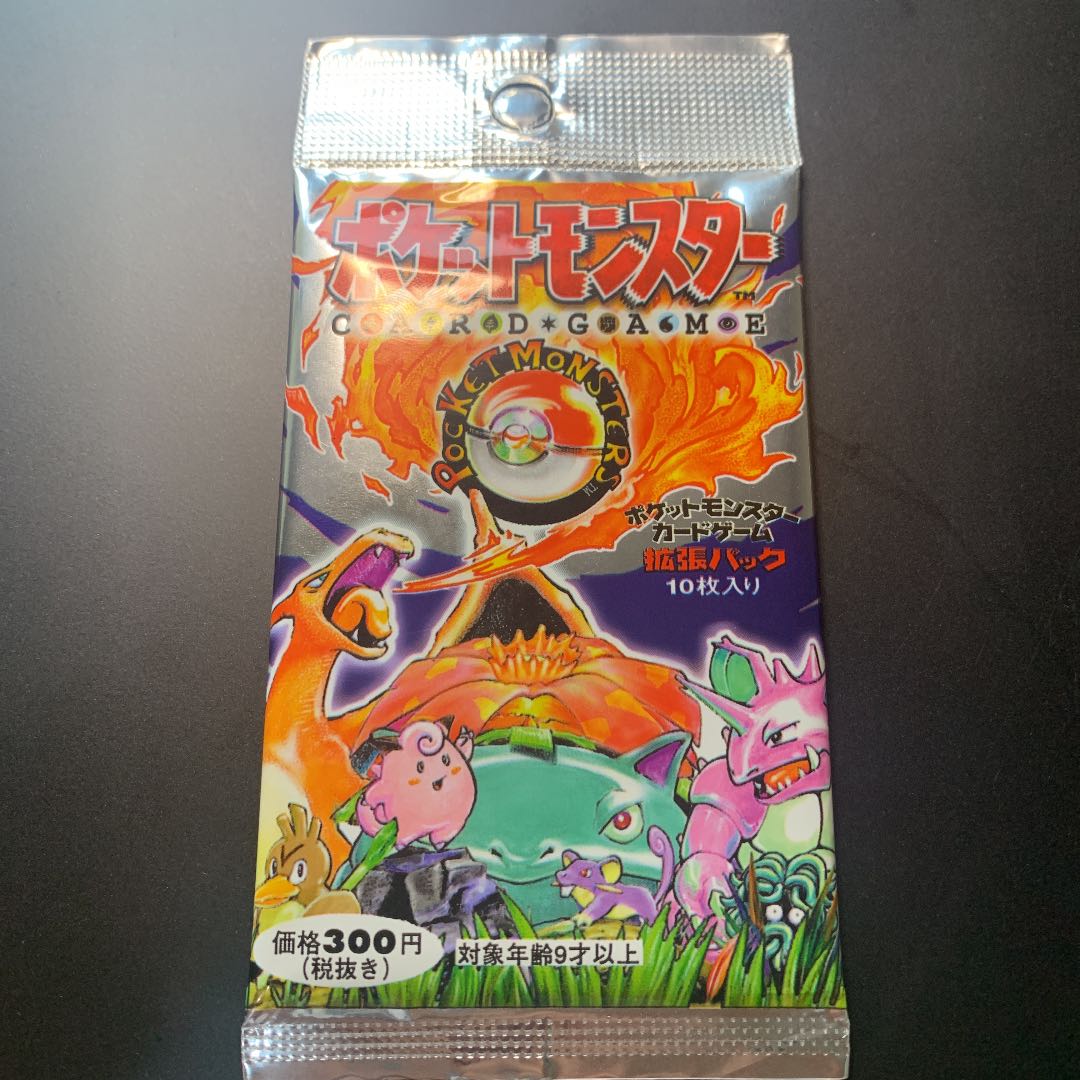 ポケットモンスター
TM
CARD★GAME
POCKET MONSTERS
TM
ポケットモンスター
カードゲーム
拡張パック
10枚入り
価格300円
(税抜き)
対象年齢9才以上